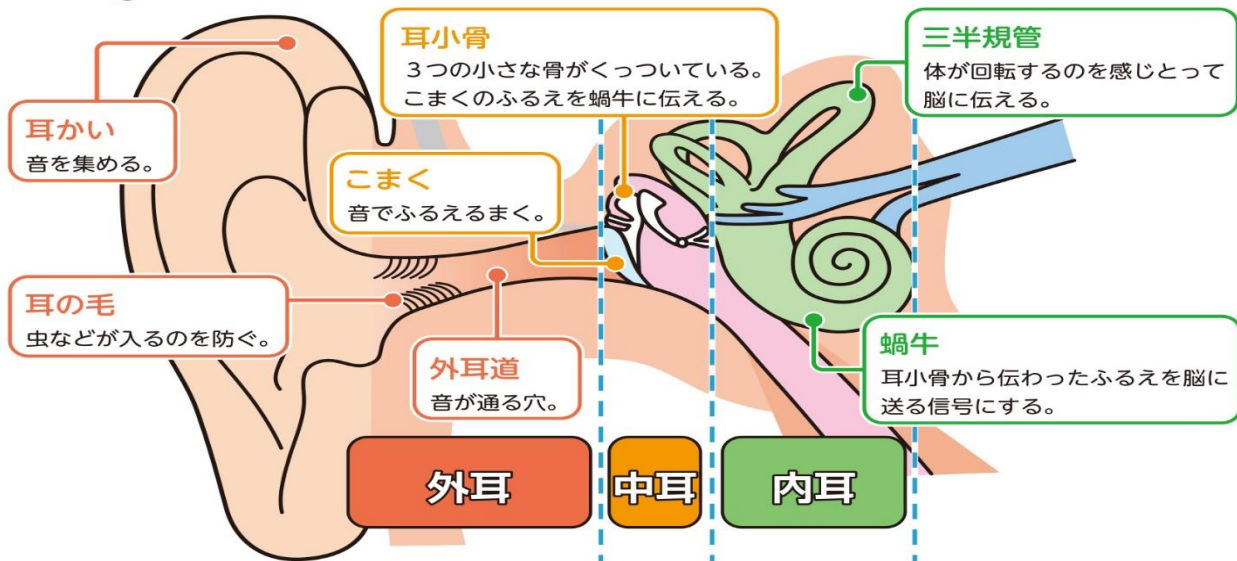 耳かい
音を集める。
耳小骨
３つの小さな骨がくっついている。
こまくのふるえを蝸牛に伝える。
三半規管
体が回転するのを感じとって
脳に伝える。
こまく
音でふるえるまく。
耳の毛
虫などが入るのを防ぐ。
外耳道
音が通る穴。
蝸牛
耳小骨から伝わったふるえを脳に
送る信号にする。
外耳
中耳
内耳